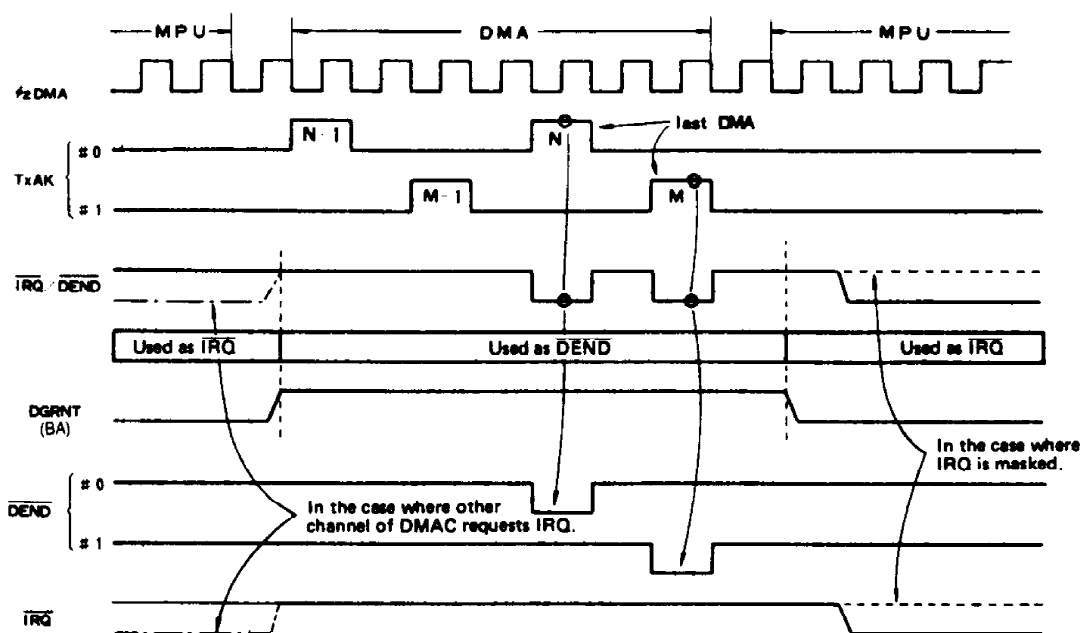 MPU DMA MPU
φ2 DMA
N-1 N last DMA
#0
TxAK
M-1 M
#1
IRQ/DEND
Used as IRQ Used as DEND Used as IRQ
DGRNT
(BA)
In the case where
IRQ is masked.
#0
DEND
In the case where other
channel of DMAC requests IRQ.
#1
IRQ